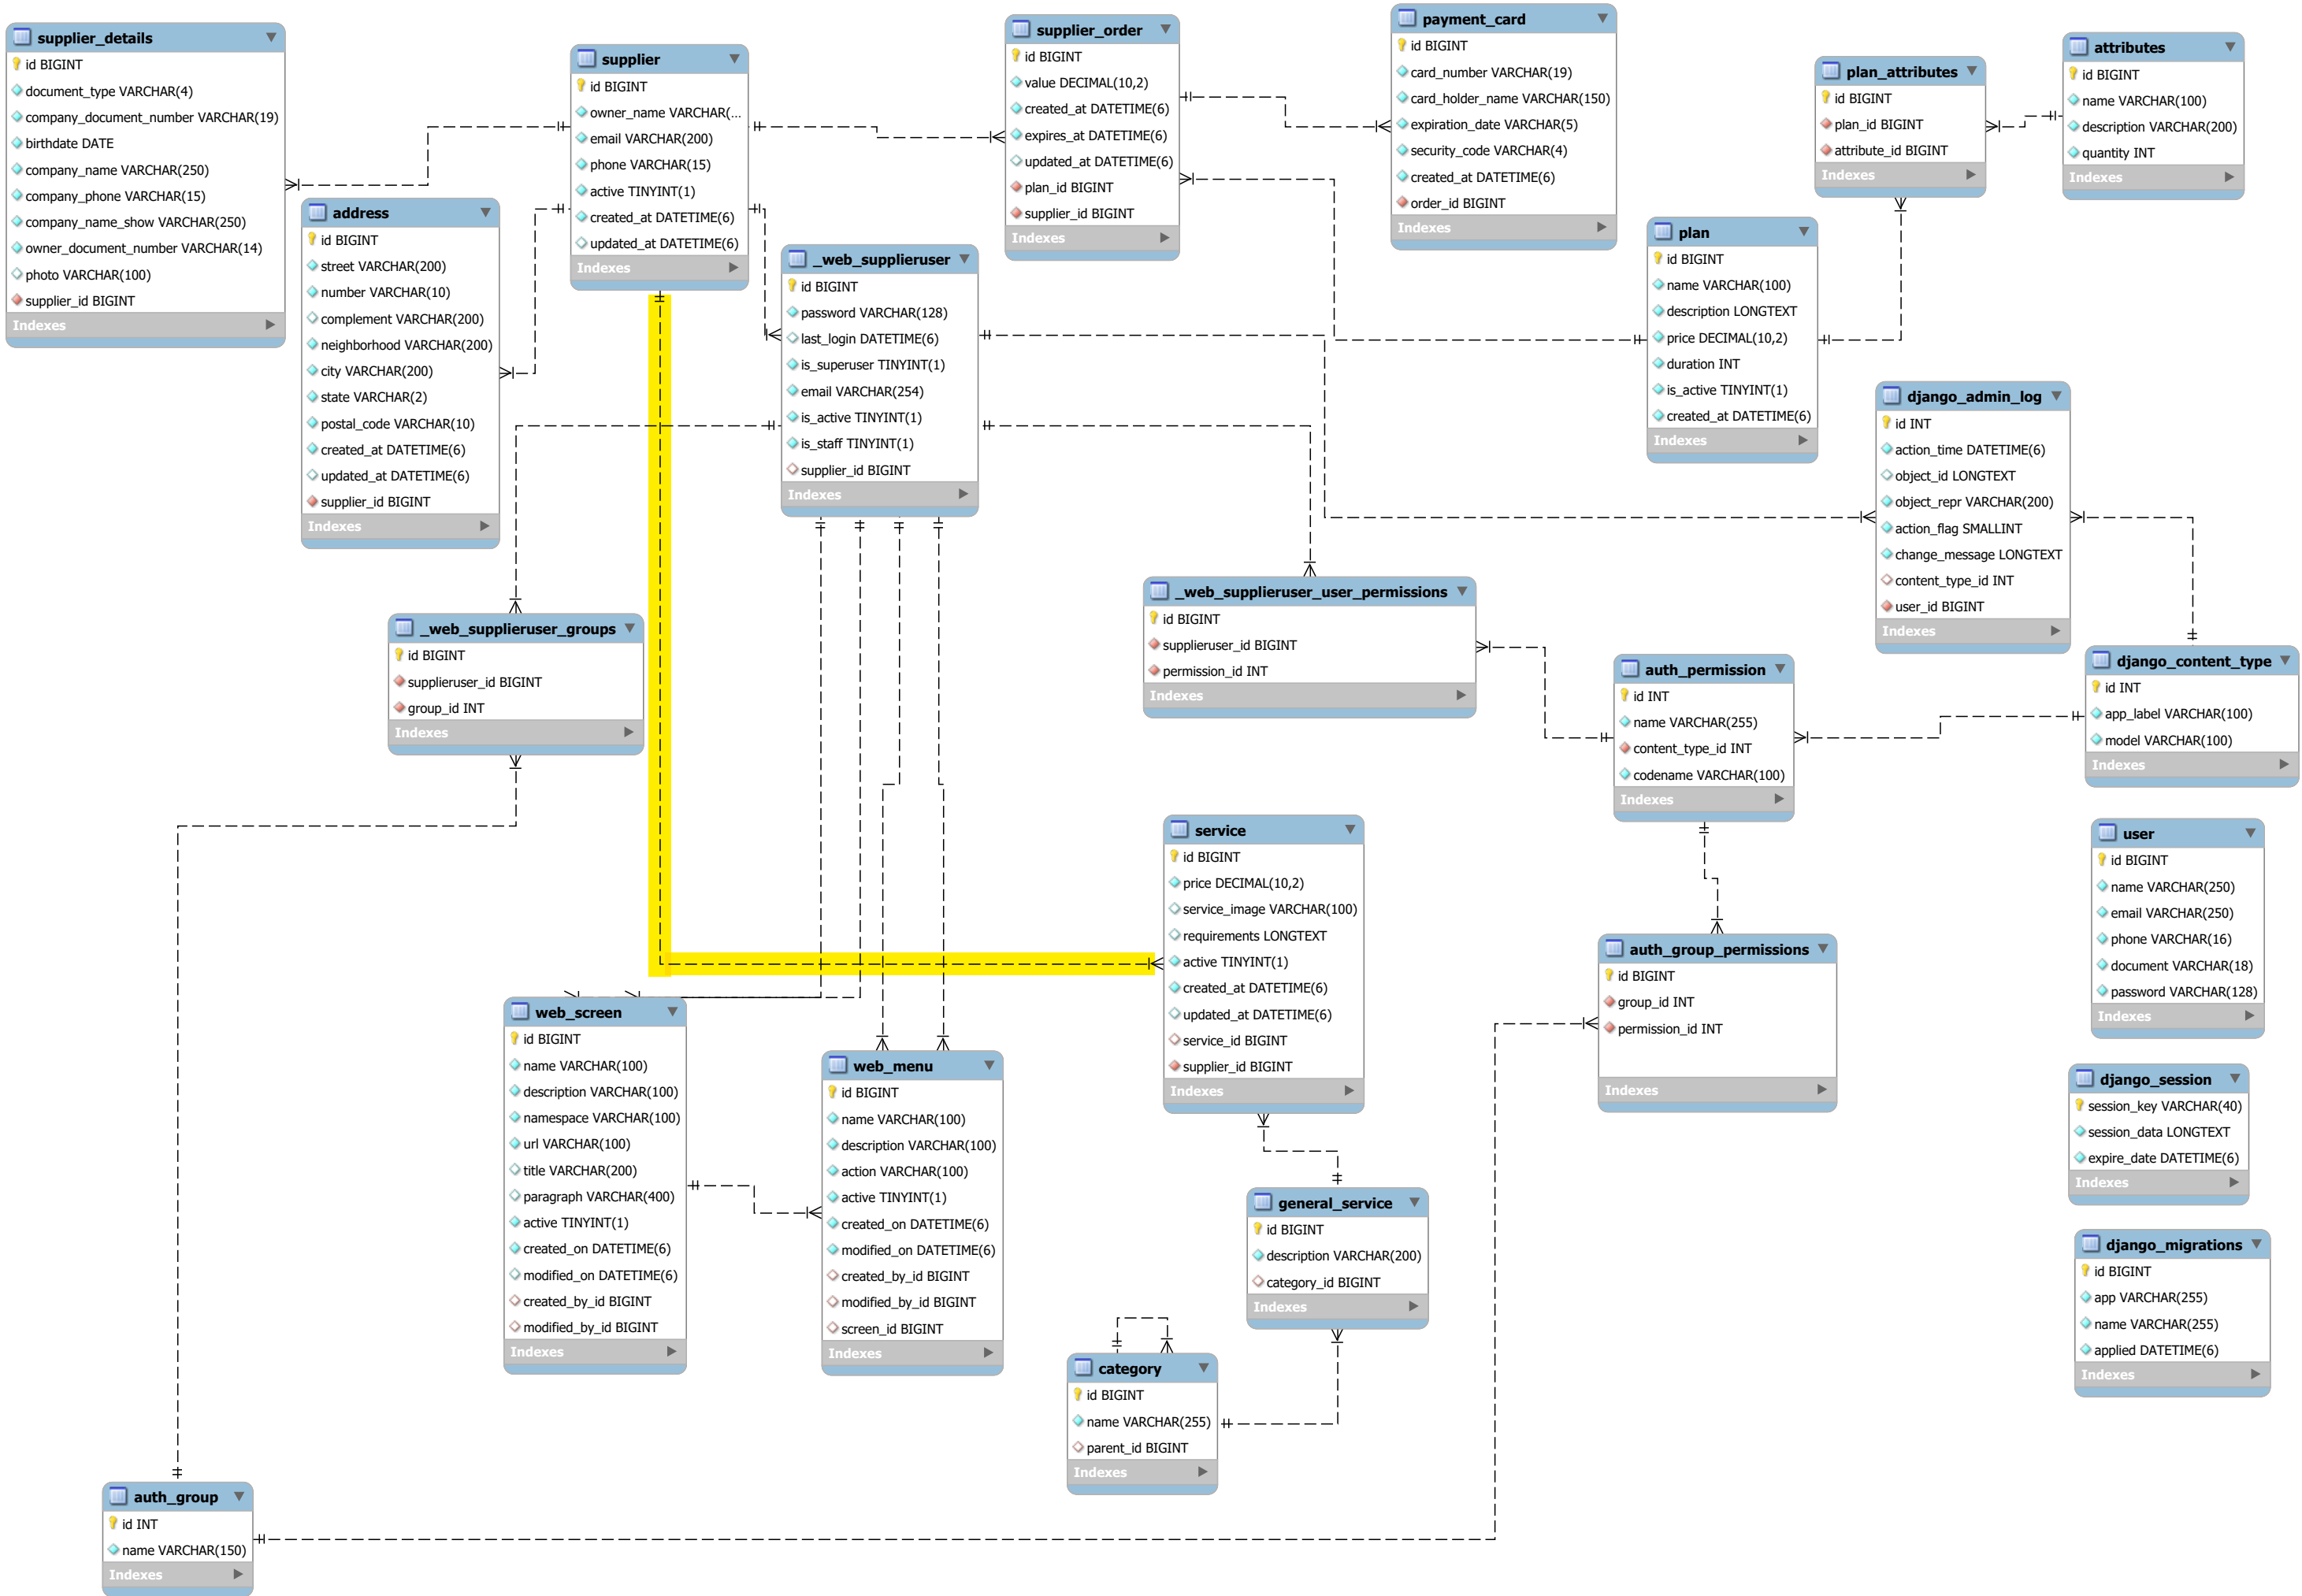 supplier_details
id BIGINT
document_type VARCHAR(4)
company_document_number VARCHAR(19)
birthdate DATE
company_name VARCHAR(250)
company_phone VARCHAR(15)
company_name_show VARCHAR(250)
owner_document_number VARCHAR(14)
photo VARCHAR(100)
supplier_id BIGINT
Indexes
address
id BIGINT
street VARCHAR(200)
number VARCHAR(10)
complement VARCHAR(200)
neighborhood VARCHAR(200)
city VARCHAR(200)
state VARCHAR(2)
postal_code VARCHAR(10)
created_at DATETIME(6)
updated_at DATETIME(6)
supplier_id BIGINT
Indexes
supplier
id BIGINT
owner_name VARCHAR(...
email VARCHAR(200)
phone VARCHAR(15)
active TINYINT(1)
created_at DATETIME(6)
updated_at DATETIME(6)
Indexes
_web_supplieruser
id BIGINT
password VARCHAR(128)
last_login DATETIME(6)
is_superuser TINYINT(1)
email VARCHAR(254)
is_active TINYINT(1)
is_staff TINYINT(1)
supplier_id BIGINT
Indexes
supplier_order
id BIGINT
value DECIMAL(10,2)
created_at DATETIME(6)
expires_at DATETIME(6)
updated_at DATETIME(6)
plan_id BIGINT
supplier_id BIGINT
Indexes
payment_card
id BIGINT
card_number VARCHAR(19)
card_holder_name VARCHAR(150)
expiration_date VARCHAR(5)
security_code VARCHAR(4)
created_at DATETIME(6)
order_id BIGINT
Indexes
plan_attributes
id BIGINT
plan_id BIGINT
attribute_id BIGINT
Indexes
attributes
id BIGINT
name VARCHAR(100)
description VARCHAR(200)
quantity INT
Indexes
plan
id BIGINT
name VARCHAR(100)
description LONGTEXT
price DECIMAL(10,2)
duration INT
is_active TINYINT(1)
created_at DATETIME(6)
Indexes
django_admin_log
id INT
action_time DATETIME(6)
object_id LONGTEXT
object_repr VARCHAR(200)
action_flag SMALLINT
change_message LONGTEXT
content_type_id INT
user_id BIGINT
Indexes
_web_supplieruser_groups
id BIGINT
supplieruser_id BIGINT
group_id INT
Indexes
_web_supplieruser_user_permissions
id BIGINT
supplieruser_id BIGINT
permission_id INT
Indexes
auth_permission
id INT
name VARCHAR(255)
content_type_id INT
codename VARCHAR(100)
Indexes
django_content_type
id INT
app_label VARCHAR(100)
model VARCHAR(100)
Indexes
service
id BIGINT
price DECIMAL(10,2)
service_image VARCHAR(100)
requirements LONGTEXT
active TINYINT(1)
created_at DATETIME(6)
updated_at DATETIME(6)
service_id BIGINT
supplier_id BIGINT
Indexes
user
id BIGINT
name VARCHAR(250)
email VARCHAR(250)
phone VARCHAR(16)
document VARCHAR(18)
password VARCHAR(128)
Indexes
auth_group_permissions
id BIGINT
group_id INT
permission_id INT
Indexes
web_screen
id BIGINT
name VARCHAR(100)
description VARCHAR(100)
namespace VARCHAR(100)
url VARCHAR(100)
title VARCHAR(200)
paragraph VARCHAR(400)
active TINYINT(1)
created_on DATETIME(6)
modified_on DATETIME(6)
created_by_id BIGINT
modified_by_id BIGINT
Indexes
web_menu
id BIGINT
name VARCHAR(100)
description VARCHAR(100)
action VARCHAR(100)
active TINYINT(1)
created_on DATETIME(6)
modified_on DATETIME(6)
created_by_id BIGINT
modified_by_id BIGINT
screen_id BIGINT
Indexes
django_session
session_key VARCHAR(40)
session_data LONGTEXT
expire_date DATETIME(6)
Indexes
general_service
id BIGINT
description VARCHAR(200)
category_id BIGINT
Indexes
django_migrations
id BIGINT
app VARCHAR(255)
name VARCHAR(255)
applied DATETIME(6)
Indexes
category
id BIGINT
name VARCHAR(255)
parent_id BIGINT
Indexes
auth_group
id INT
name VARCHAR(150)
Indexes